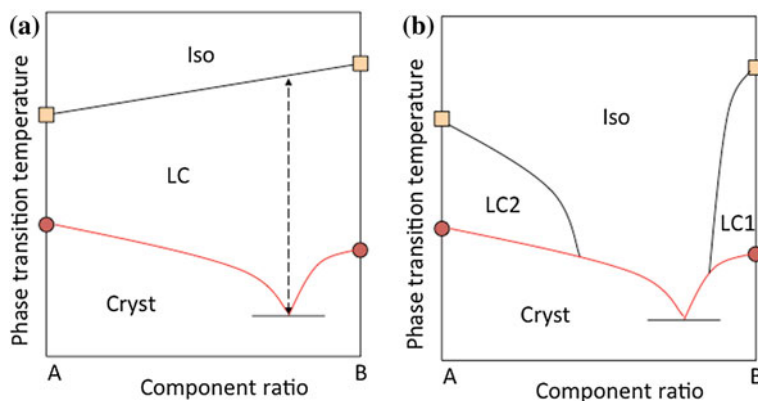 (a)
Phase transition temperature
Iso
LC
Cryst
A
Component ratio
B
(b)
Phase transition temperature
Iso
LC2
LC1
Cryst
A
Component ratio
B